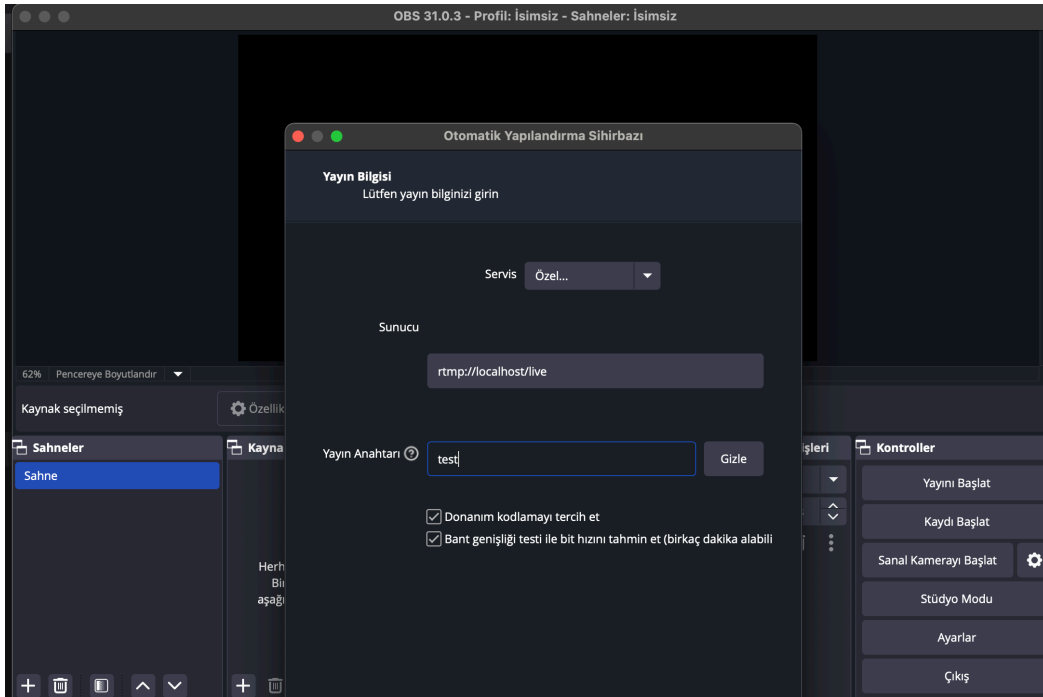 OBS 31.0.3 - Profil: İsimsiz - Sahneler: İsimsiz
Otomatik Yapılandırma Sihirbazı
Yayın Bilgisi
Lütfen yayın bilginizi girin
Servis Özel...
Sunucu
rtmp://localhost/live
Yayın Anahtarı test Gizle
Donanım kodlamayı tercih et
Bant genişliği testi ile bit hızını tahmin et (birkaç dakika alabili
62% Pencereye Boyutlandır
Kaynak seçilmemiş Özellik
Sahneler
Sahne
Kayna
Herh
Bi
aşağı
işleri
Kontroller
Yayını Başlat
Kaydı Başlat
Sanal Kamerayı Başlat
Stüdyo Modu
Ayarlar
Çıkış